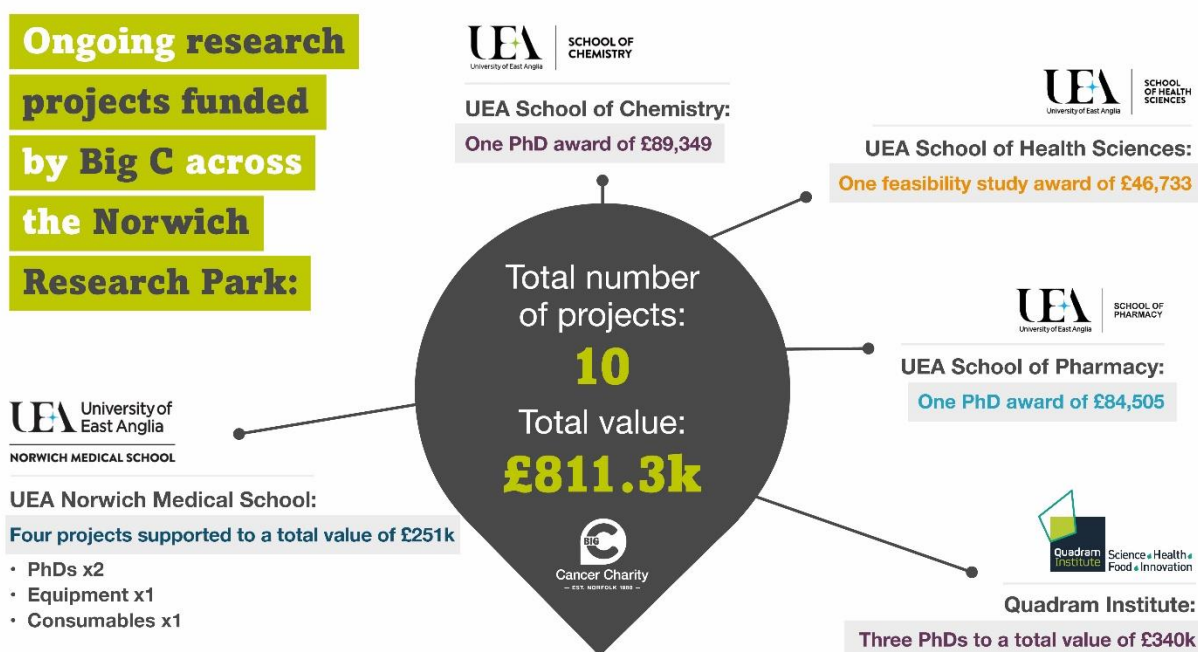 Ongoing research
projects funded
by Big C across
the Norwich
Research Park:
UEA
University of East Anglia
SCHOOL OF
CHEMISTRY
UEA School of Chemistry:
One PhD award of £89,349
UEA
University of East Anglia
SCHOOL
OF HEALTH
SCIENCES
UEA School of Health Sciences:
One feasibility study award of £46,733
UEA
University of East Anglia
SCHOOL OF
PHARMACY
UEA School of Pharmacy:
One PhD award of £84,505
Total number
of projects:
10
Total value:
£811.3k
BIG C
Cancer Charity
— EST. NORFOLK 1980 —
UEA University of
East Anglia
NORWICH MEDICAL SCHOOL
UEA Norwich Medical School:
Four projects supported to a total value of £251k
• PhDs x2
• Equipment x1
• Consumables x1
Quadram
Institute
Science • Health •
Food • Innovation
Quadram Institute:
Three PhDs to a total value of £340k